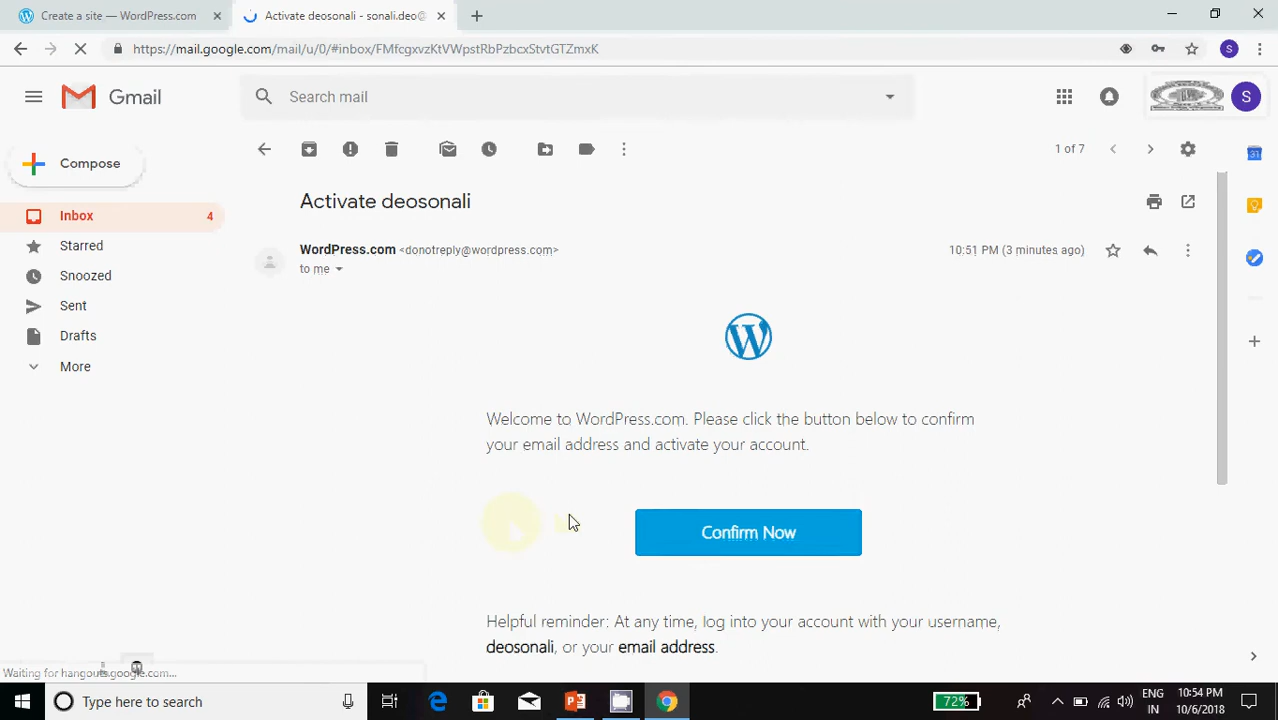 Create a site — WordPress.com
Activate deosonali - sonali.deo@
https://mail.google.com/mail/u/0/#inbox/FMfcgxvzKtVWpstRbPzbcxStvtGTZmxK
S
Gmail
Search mail
S
Compose
1 of 7
31
Inbox
4
Activate deosonali
Starred
WordPress.com <donotreply@wordpress.com>
10:51 PM (3 minutes ago)
to me
Snoozed
Sent
Drafts
More
Welcome to WordPress.com. Please click the button below to confirm
your email address and activate your account.
Confirm Now
Helpful reminder: At any time, log into your account with your username,
deosonali, or your email address.
Waiting for hangouts.google.com...
Type here to search
72%
ENG
IN
10:54 PM
10/6/2018